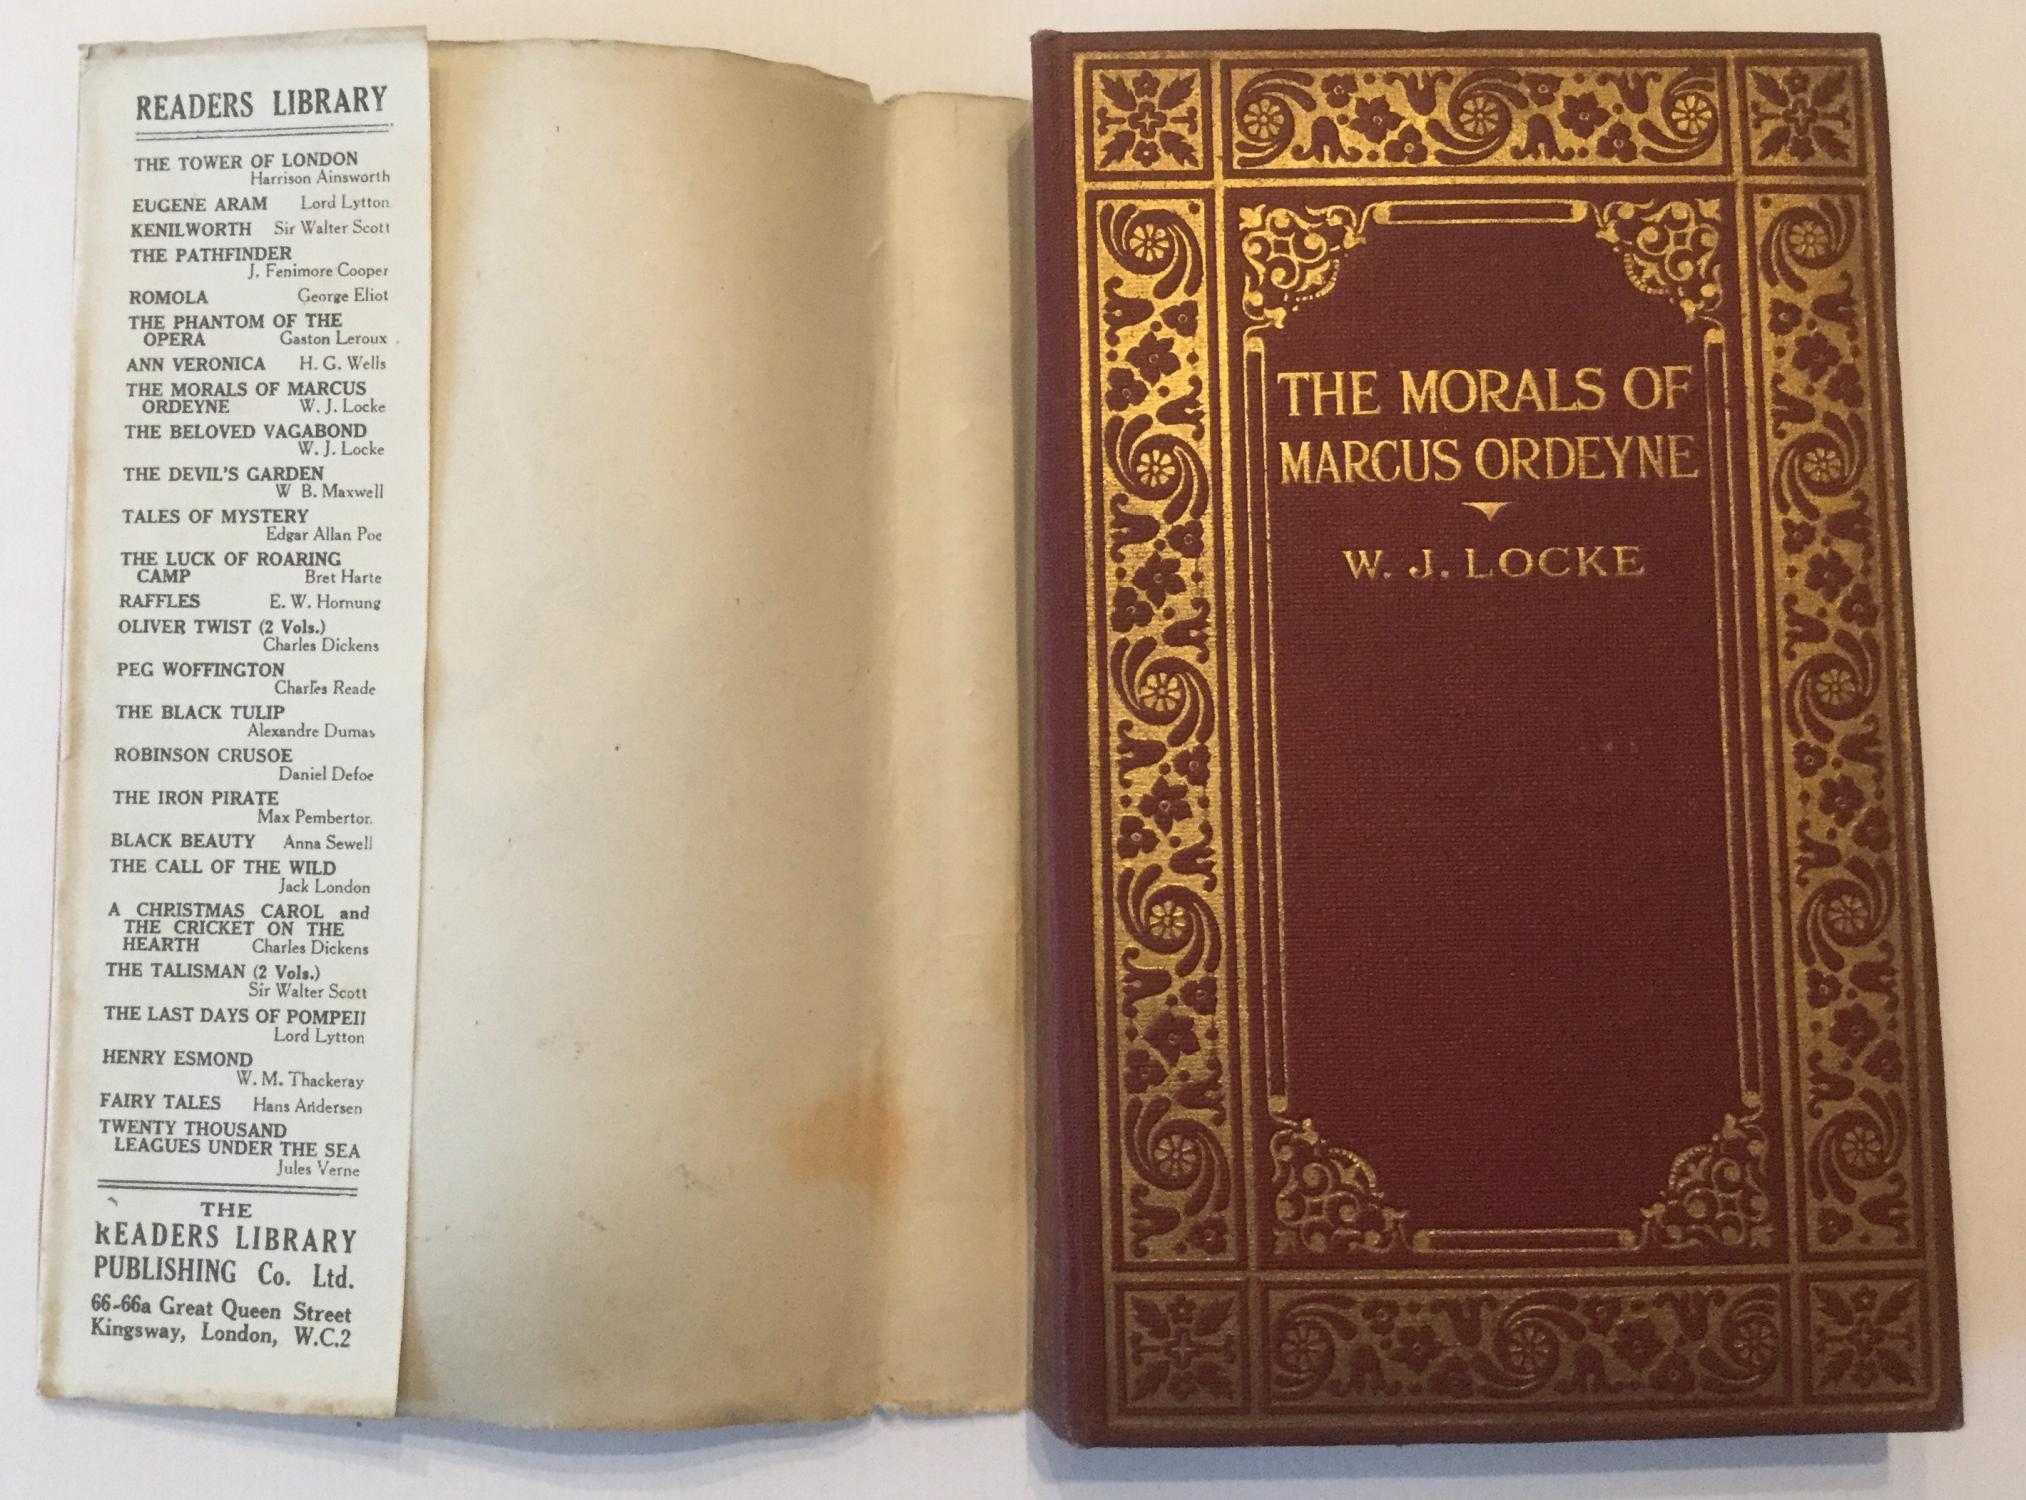 READERS LIBRARY
THE TOWER OF LONDON
Harrison Ainsworth
EUGENE ARAM Lord Lytton
KENILWORTH Sir Walter Scott
THE PATHFINDER
J. Fenimore Cooper
ROMOLA George Eliot
THE PHANTOM OF THE
OPERA Gaston Leroux
ANN VERONICA H. G. Wells
THE MORALS OF MARCUS
ORDEYNE W. J. Locke
THE BELOVED VAGABOND
W. J. Locke
THE DEVIL'S GARDEN
W B. Maxwell
TALES OF MYSTERY
Edgar Allan Poe
THE LUCK OF ROARING
CAMP Bret Harte
RAFFLES E. W. Hornung
OLIVER TWIST (2 Vols.)
Charles Dickens
PEG WOFFINGTON
Charles Reade
THE BLACK TULIP
Alexandre Dumas
ROBINSON CRUSOE
Daniel Defoe
THE IRON PIRATE
Max Pemberton
BLACK BEAUTY Anna Sewell
THE CALL OF THE WILD
Jack London
A CHRISTMAS CAROL and
THE CRICKET ON THE
HEARTH Charles Dickens
THE TALISMAN (2 Vols.)
Sir Walter Scott
THE LAST DAYS OF POMPEII
Lord Lytton
HENRY ESMOND
W. M. Thackeray
FAIRY TALES Hans Andersen
TWENTY THOUSAND
LEAGUES UNDER THE SEA
Jules Verne
THE
READERS LIBRARY
PUBLISHING Co. Ltd.
66-66a Great Queen Street
Kingsway, London, W.C.2
THE MORALS OF
MARCUS ORDEYNE
W. J. LOCKE